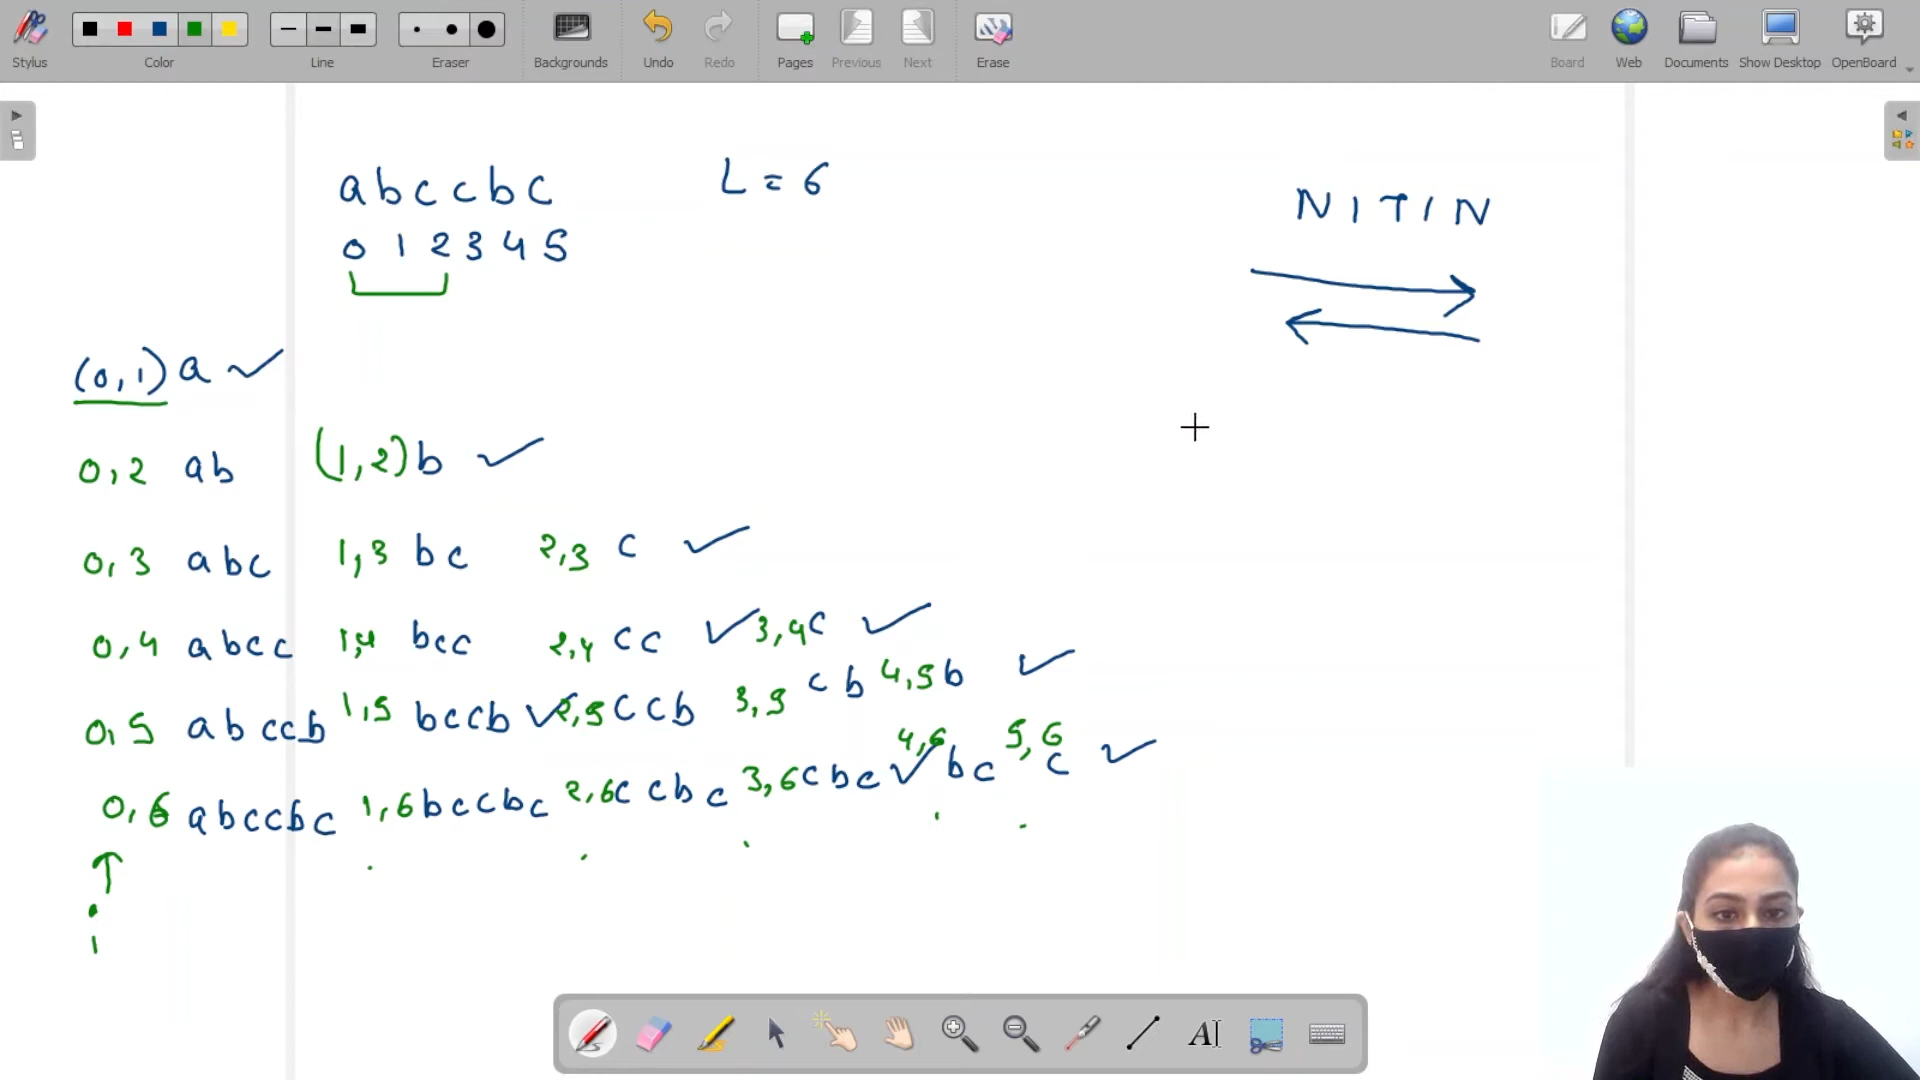 Stylus Color Line Eraser Backgrounds Undo Redo Pages Previous Next Erase Board Web Documents Show Desktop OpenBoard
abccbc L = 6
NITIN
0 1 2 3 4 5
(0,1) a
0,2 ab (1,2) b
0,3 abc 1,3 bc 2,3 c
0,4 abcc 1,4 bcc 2,4 cc 3,4 c
0,5 abccb 1,5 bccb 2,5 ccb 3,5 cb 4,5 b
0,6 abccbc 1,6 bccbc 2,6 ccbc 3,6 cbc 4,6 bc 5,6 c
i
AI